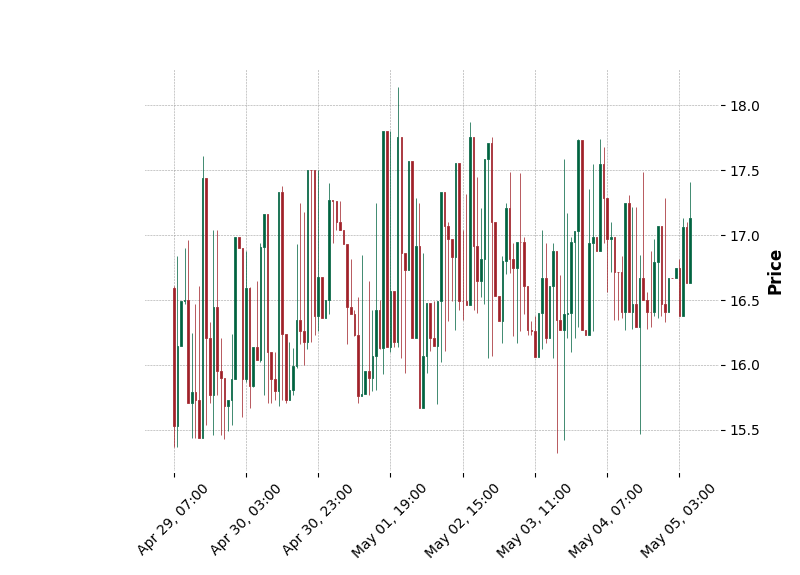 18.0
17.5
17.0
16.5
16.0
15.5
Price
Apr 29, 07:00
Apr 30, 03:00
Apr 30, 23:00
May 01, 19:00
May 02, 15:00
May 03, 11:00
May 04, 07:00
May 05, 03:00